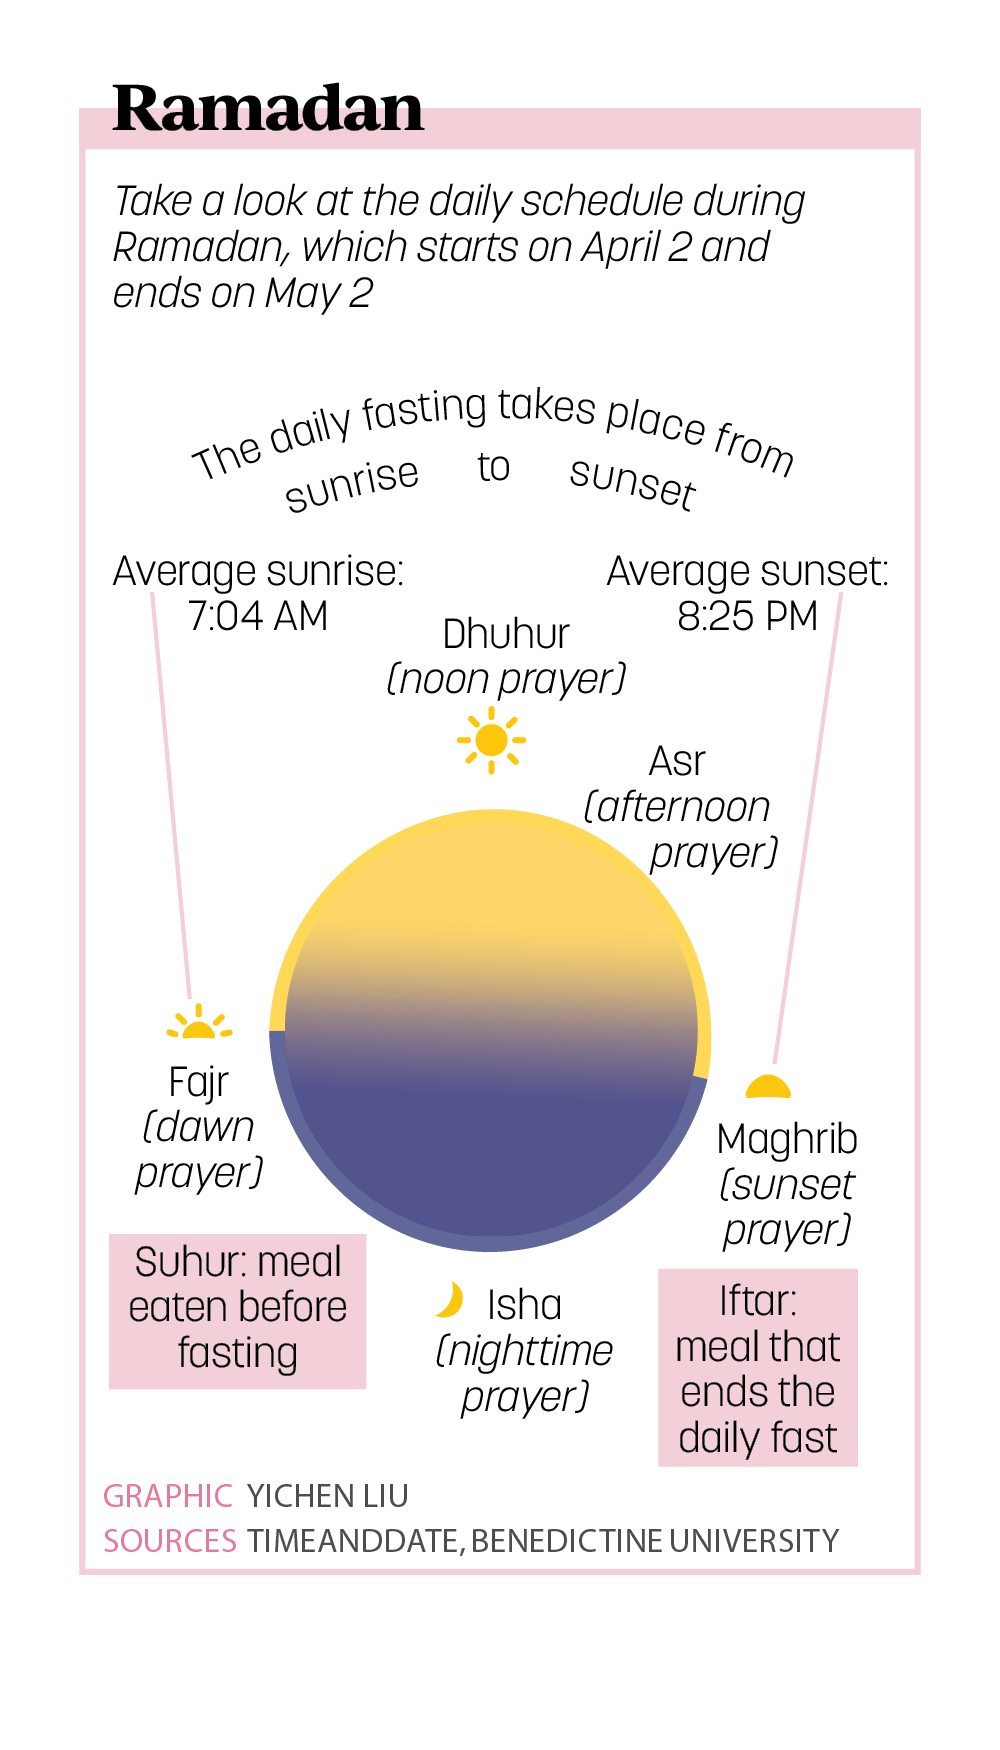 Ramadan
Take a look at the daily schedule during
Ramadan, which starts on April 2 and
ends on May 2
The daily fasting takes place from
sunrise to sunset
Average sunrise:
7:04 AM
Average sunset:
8:25 PM
Dhuhur
(noon prayer)
Asr
(afternoon
prayer)
Fajr
(dawn
prayer)
Maghrib
(sunset
prayer)
Suhur: meal
eaten before
fasting
Isha
(nighttime
prayer)
Iftar:
meal that
ends the
daily fast
GRAPHIC YICHEN LIU
SOURCES TIMEANDDATE, BENEDICTINE UNIVERSITY